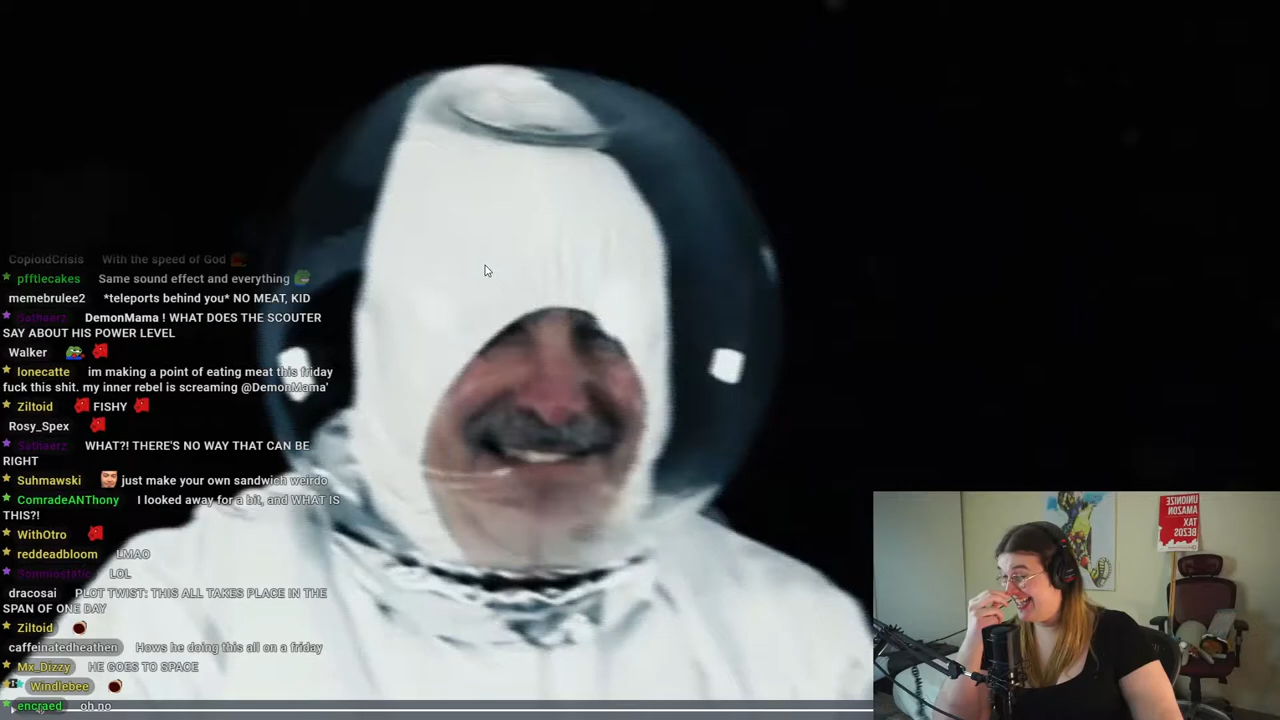 CopioidCrisis With the speed of God
pfftlecakes Same sound effect and everything
memebrulee2 *teleports behind you* NO MEAT, KID
Sathaerz DemonMama ! WHAT DOES THE SCOUTER
SAY ABOUT HIS POWER LEVEL
Walker
lonecatte im making a point of eating meat this friday
fuck this shit. my inner rebel is screaming @DemonMama'
Ziltoid FISHY
Rosy_Spex
Sathaerz WHAT?! THERE'S NO WAY THAT CAN BE
RIGHT
Suhmawski just make your own sandwich weirdo
ComradeANThony I looked away for a bit, and WHAT IS
THIS?!
WithOtro
reddeadbloom LMAO
Somniostatic LOL
dracosai PLOT TWIST: THIS ALL TAKES PLACE IN THE
SPAN OF ONE DAY
Ziltoid
caffeinatedheathen Hows he doing this all on a friday
Mx_Dizzy HE GOES TO SPACE
Windlebee
encraed oh no
UNIONIZE
AMAZON
TAX
BEZOS